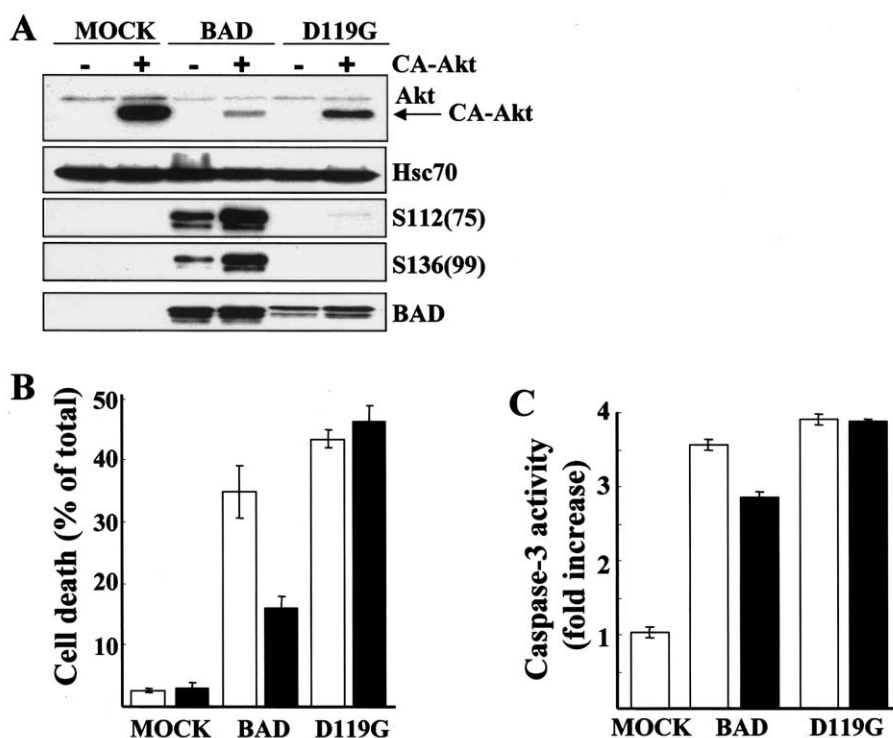 A
MOCK BAD D119G
- + - + - + CA-Akt
Akt
CA-Akt
Hsc70
S112(75)
S136(99)
BAD
B
Cell death (% of total)
50
40
30
20
10
MOCK BAD D119G
C
Caspase-3 activity
(fold increase)
4
3
2
1
MOCK BAD D119G